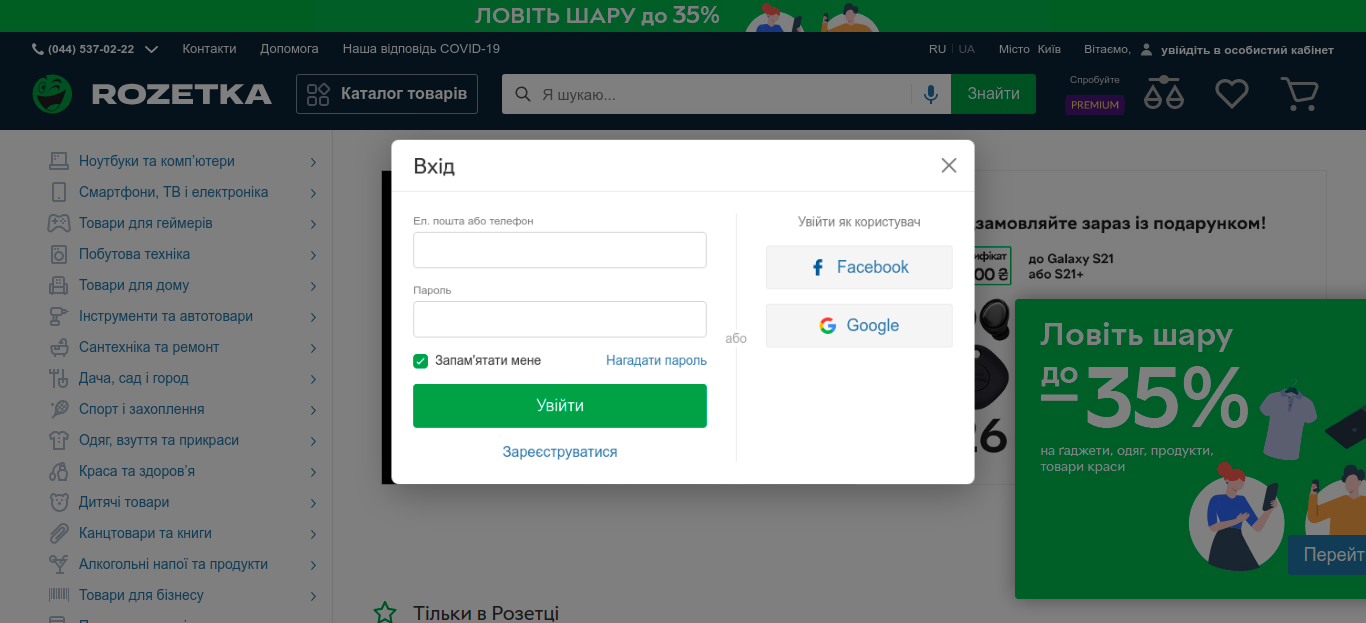 ЛОВІТЬ ШАРУ до 35%
(044) 537-02-22 Контакти Допомога Наша відповідь COVID-19 RU UA Місто Київ Вітаємо, увійдіть в особистий кабінет
ROZETKA Каталог товарів Я шукаю... Знайти Спробуйте
PREMIUM
Ноутбуки та комп'ютери
Смартфони, ТВ і електроніка
Товари для геймерів
Побутова техніка
Товари для дому
Інструменти та автотовари
Сантехніка та ремонт
Дача, сад і город
Спорт і захоплення
Одяг, взуття та прикраси
Краса та здоров'я
Дитячі товари
Канцтовари та книги
Алкогольні напої та продукти
Товари для бізнесу
Вхід
Ел. пошта або телефон
Пароль
Запам'ятати мене Нагадати пароль
Увійти
Зареєструватися
або
Увійти як користувач
Facebook
Google
замовляйте зараз із подарунком!
до Galaxy S21
або S21+
Ловіть шару
до
–35%
на ґаджети, одяг, продукти,
товари краси
Тільки в Розетці